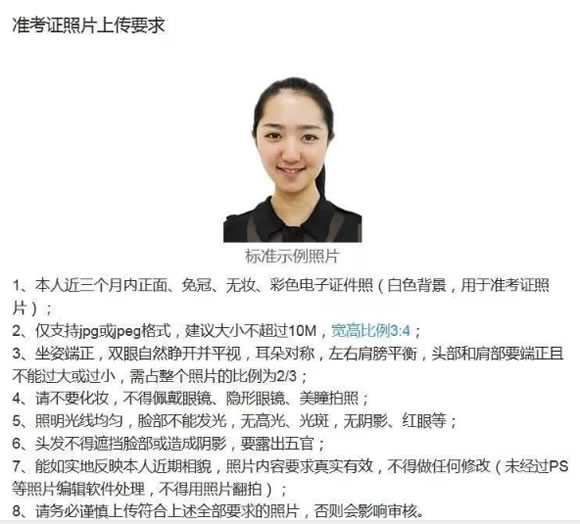 准考证照片上传要求
标准示例照片
1、本人近三个月内正面、免冠、无妆、彩色电子证件照（白色背景，用于准考证照
片）；
2、仅支持jpg或jpeg格式，建议大小不超过10M，宽高比例3:4；
3、坐姿端正，双眼自然睁开并平视，耳朵对称，左右肩膀平衡，头部和肩部要端正且
不能过大或过小，需占整个照片的比例为2/3；
4、请不要化妆，不得佩戴眼镜、隐形眼镜、美瞳拍照；
5、照明光线均匀，脸部不能发光，无高光、光斑，无阴影、红眼等；
6、头发不得遮挡脸部或造成阴影，要露出五官；
7、能如实地反映本人近期相貌，照片内容要求真实有效，不得做任何修改（未经过PS
等照片编辑软件处理，不得用照片翻拍）；
8、请务必谨慎上传符合上述全部要求的照片，否则会影响审核。